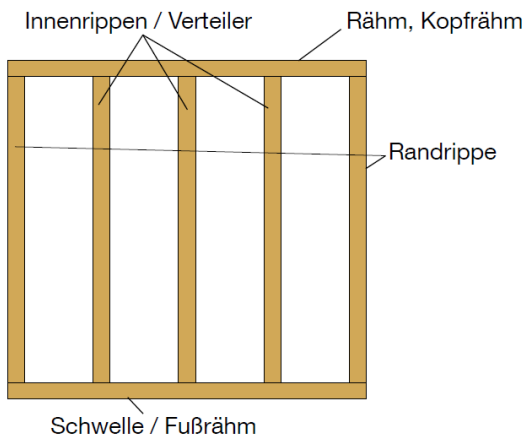 Innenrippen / Verteiler
Rähm, Kopfrähm
Randrippe
Schwelle / Fußrähm